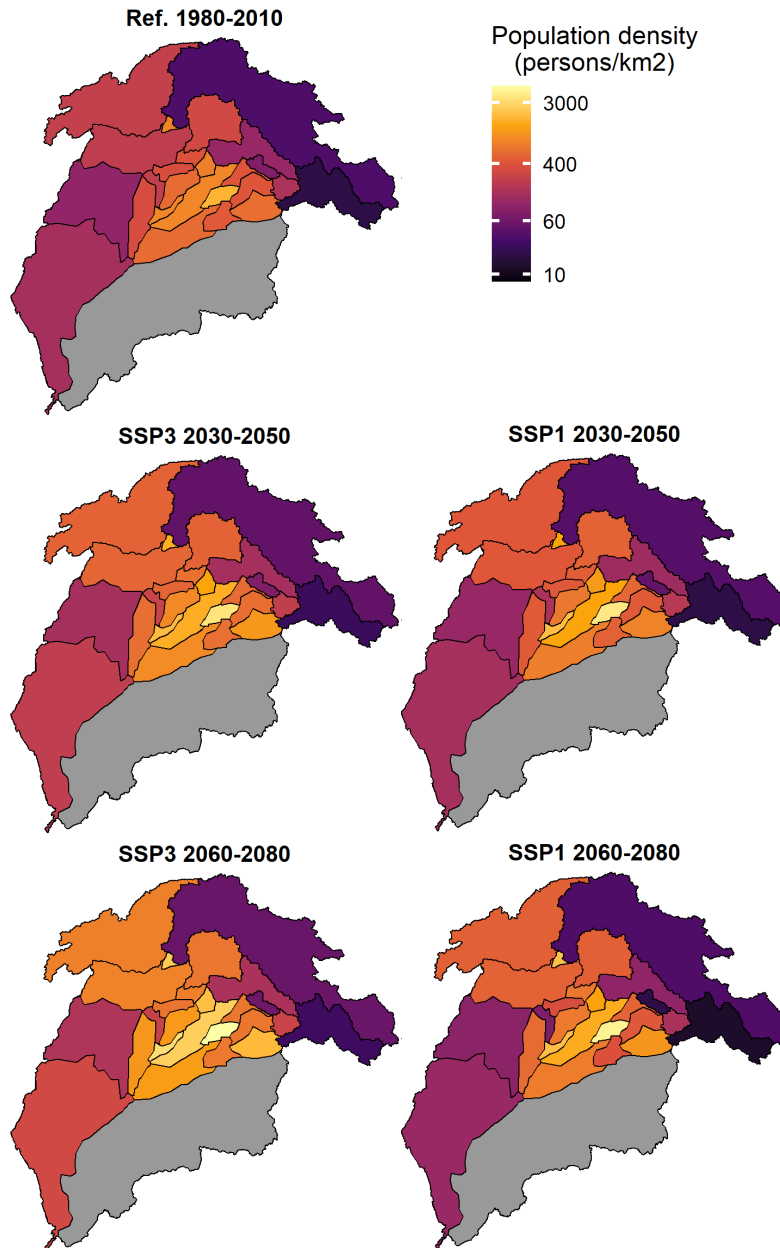 Ref. 1980-2010
Population density
(persons/km2)
3000
400
60
10
SSP3 2030-2050
SSP1 2030-2050
SSP3 2060-2080
SSP1 2060-2080